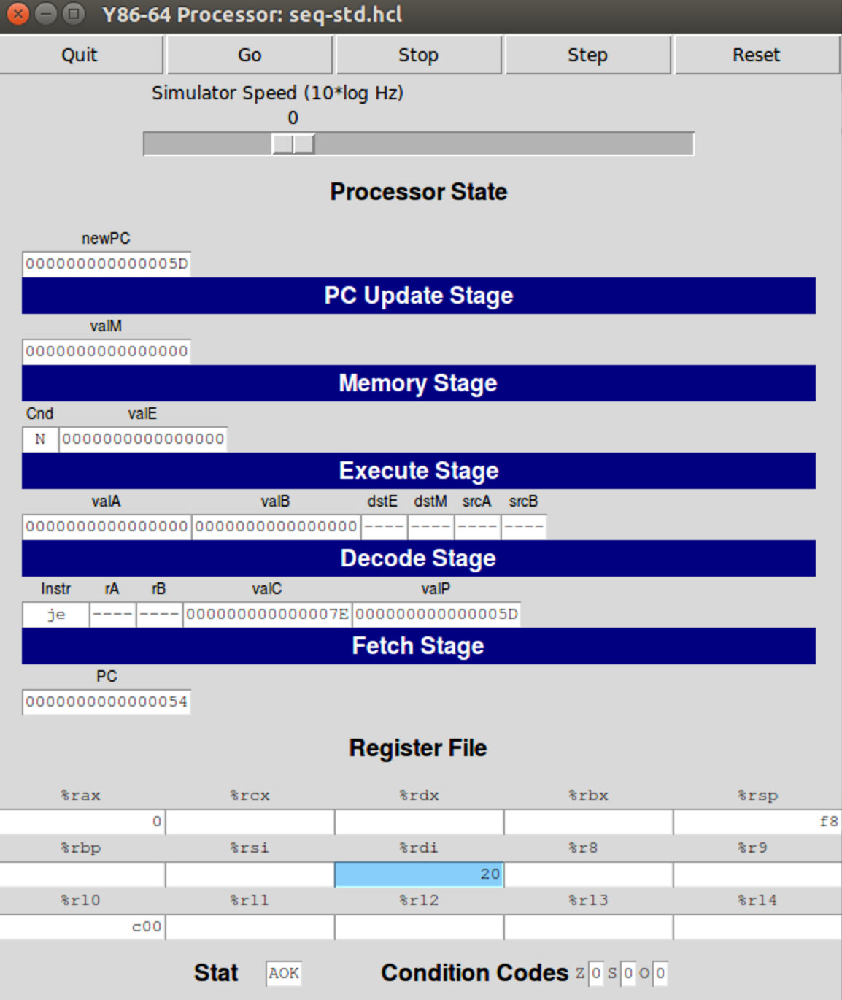 Y86-64 Processor: seq-std.hcl
Quit Go Stop Step Reset
Simulator Speed (10*log Hz)
0
Processor State
newPC
000000000000005D
PC Update Stage
valM
0000000000000000
Memory Stage
Cnd valE
N 0000000000000000
Execute Stage
valA valB dstE dstM srcA srcB
0000000000000000 0000000000000000 ---- ---- ---- ----
Decode Stage
Instr rA rB valC valP
je ---- ---- 000000000000007E 000000000000005D
Fetch Stage
PC
0000000000000054
Register File
%rax %rcx %rdx %rbx %rsp
0 f8
%rbp %rsi %rdi %r8 %r9
20
%r10 %r11 %r12 %r13 %r14
c00
Stat AOK Condition Codes Z 0 S 0 O 0